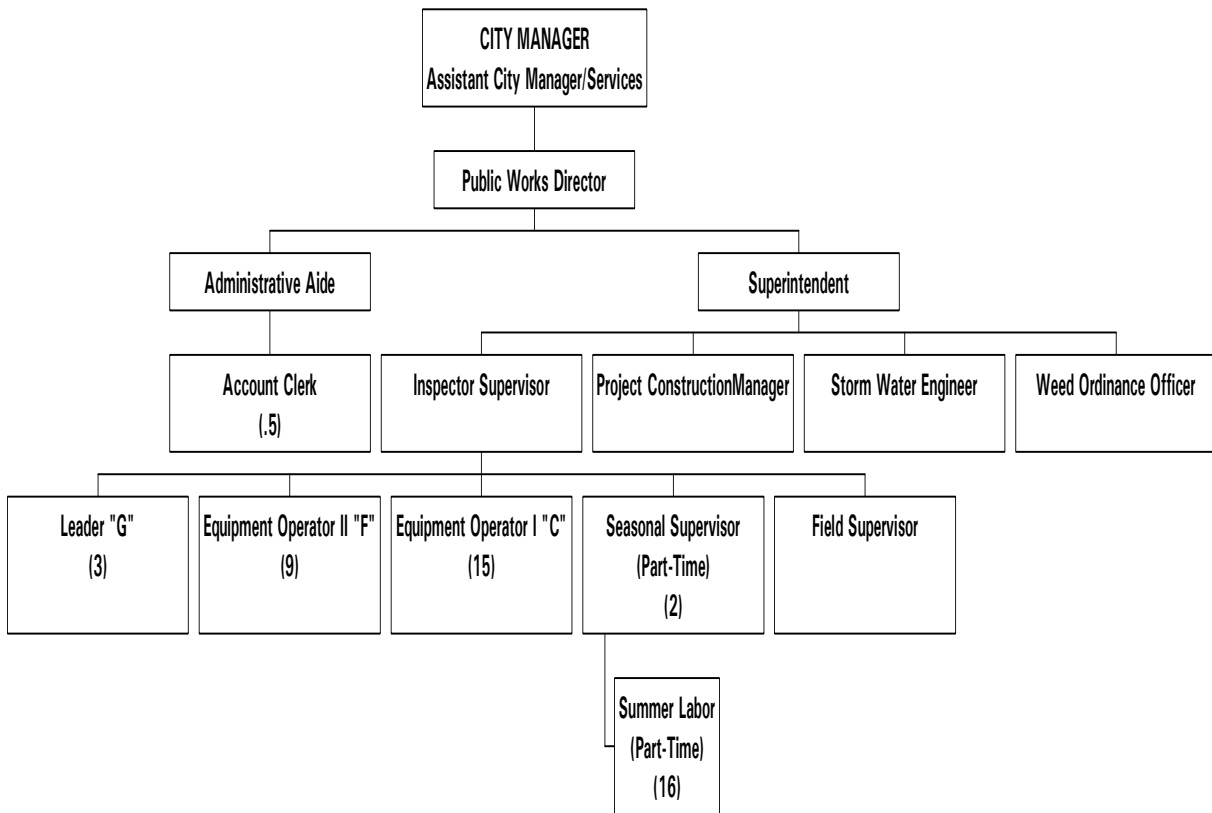 CITY MANAGER
Assistant City Manager/Services
Public Works Director
Administrative Aide
Superintendent
Account Clerk
(.5)
Inspector Supervisor
Project ConstructionManager
Storm Water Engineer
Weed Ordinance Officer
Leader "G"
(3)
Equipment Operator II "F"
(9)
Equipment Operator I "C"
(15)
Seasonal Supervisor
(Part-Time)
(2)
Field Supervisor
Summer Labor
(Part-Time)
(16)